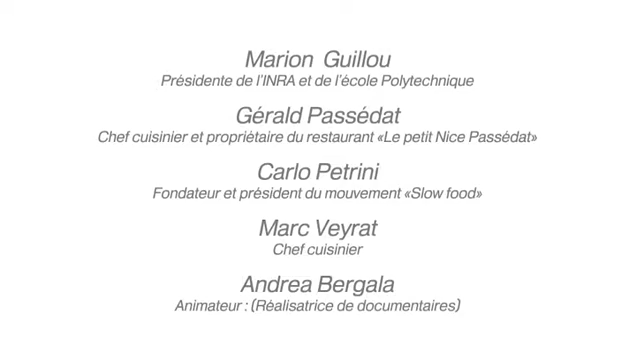 Marion Guillou
Présidente de l'INRA et de l'école Polytechnique
Gérald Passédat
Chef cuisinier et propriétaire du restaurant «Le petit Nice Passédat»
Carlo Petrini
Fondateur et président du mouvement «Slow food»
Marc Veyrat
Chef cuisinier
Andrea Bergala
Animateur : (Réalisatrice de documentaires)